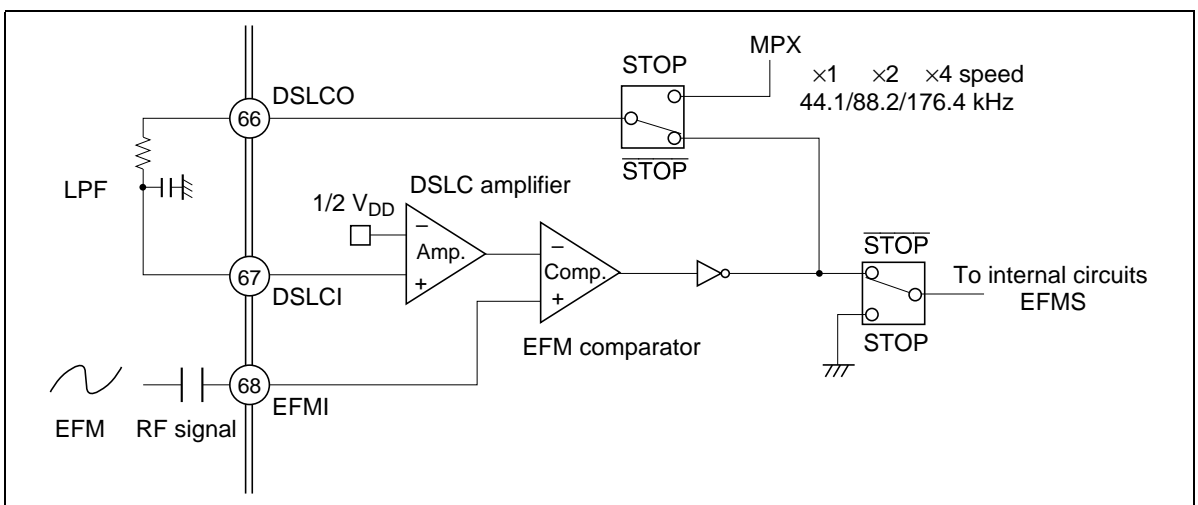 MPX
STOP
×1 ×2 ×4 speed
44.1/88.2/176.4 kHz
DSLCO
66
STOP
LPF
DSLC amplifier
1/2 VDD
−
Amp.
+
−
Comp.
+
STOP
To internal circuits
EFMS
67
DSLCI
STOP
EFM comparator
68
EFMI
EFM RF signal